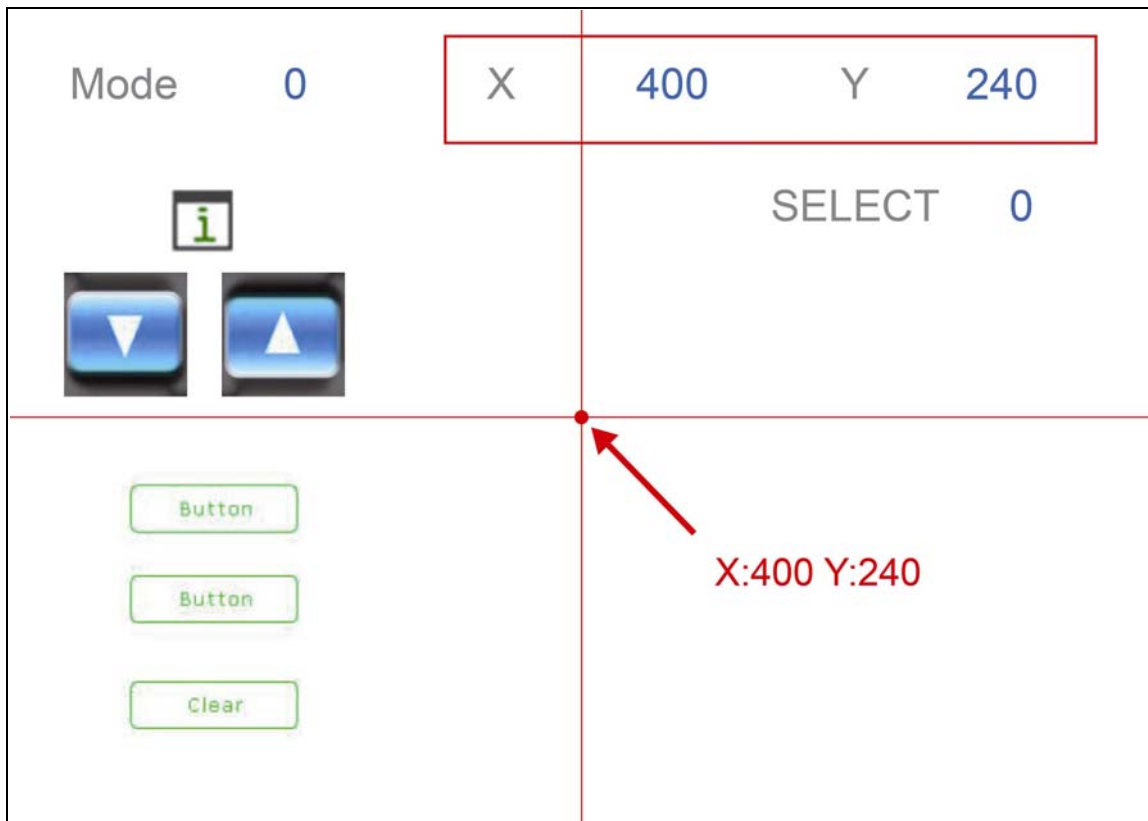 Mode 0 X 400 Y 240
SELECT 0
i
Button
X:400 Y:240
Button
Clear